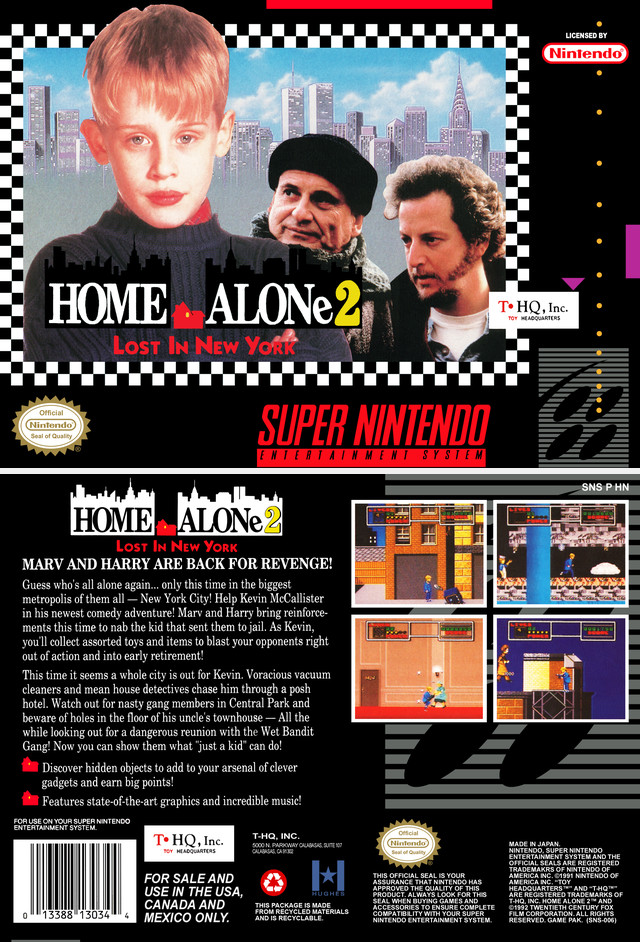 LICENSED BY
Nintendo®
HOME ALONe 2
LOST IN NEW YORK
T•HQ, Inc.
TOY HEADQUARTERS
Official
Nintendo
Seal of Quality
SUPER NINTENDO
ENTERTAINMENT SYSTEM
SNS P HN
HOME ALONe 2
LOST IN NEW YORK
MARV AND HARRY ARE BACK FOR REVENGE!
Guess who's all alone again... only this time in the biggest
metropolis of them all — New York City! Help Kevin McCallister
in his newest comedy adventure! Marv and Harry bring reinforce-
ments this time to nab the kid that sent them to jail. As Kevin,
you'll collect assorted toys and items to blast your opponents right
out of action and into early retirement!
This time it seems a whole city is out for Kevin. Voracious vacuum
cleaners and mean house detectives chase him through a posh
hotel. Watch out for nasty gang members in Central Park and
beware of holes in the floor of his uncle's townhouse — All the
while looking out for a dangerous reunion with the Wet Bandit
Gang! Now you can show them what "just a kid" can do!
Discover hidden objects to add to your arsenal of clever
gadgets and earn big points!
Features state-of-the-art graphics and incredible music!
FOR USE ON YOUR SUPER NINTENDO
ENTERTAINMENT SYSTEM.
0 13388 13034 4
T•HQ, Inc.
TOY HEADQUARTERS
FOR SALE AND
USE IN THE USA,
CANADA AND
MEXICO ONLY.
T-HQ, INC.
5000 N. PARKWAY CALABASAS, SUITE 107
CALABASAS, CA 91302
HUGHES
THIS PACKAGE IS MADE
FROM RECYCLED MATERIALS
AND IS RECYCLABLE.
Official
Nintendo
Seal of Quality
THIS OFFICIAL SEAL IS YOUR
ASSURANCE THAT NINTENDO HAS
APPROVED THE QUALITY OF THIS
PRODUCT. ALWAYS LOOK FOR THIS
SEAL WHEN BUYING GAMES AND
ACCESSORIES TO ENSURE COMPLETE
COMPATIBILITY WITH YOUR SUPER
NINTENDO ENTERTAINMENT SYSTEM.
MADE IN JAPAN.
NINTENDO, SUPER NINTENDO
ENTERTAINMENT SYSTEM AND THE
OFFICIAL SEALS ARE REGISTERED
TRADEMARKS OF NINTENDO OF
AMERICA INC. ©1991 NINTENDO OF
AMERICA INC. "TOY
HEADQUARTERS™" AND "T-HQ™"
ARE REGISTERED TRADEMARKS OF
T-HQ, INC. HOME ALONE 2™ AND
©1992 TWENTIETH CENTURY FOX
FILM CORPORATION. ALL RIGHTS
RESERVED. GAME PAK. (SNS-006)